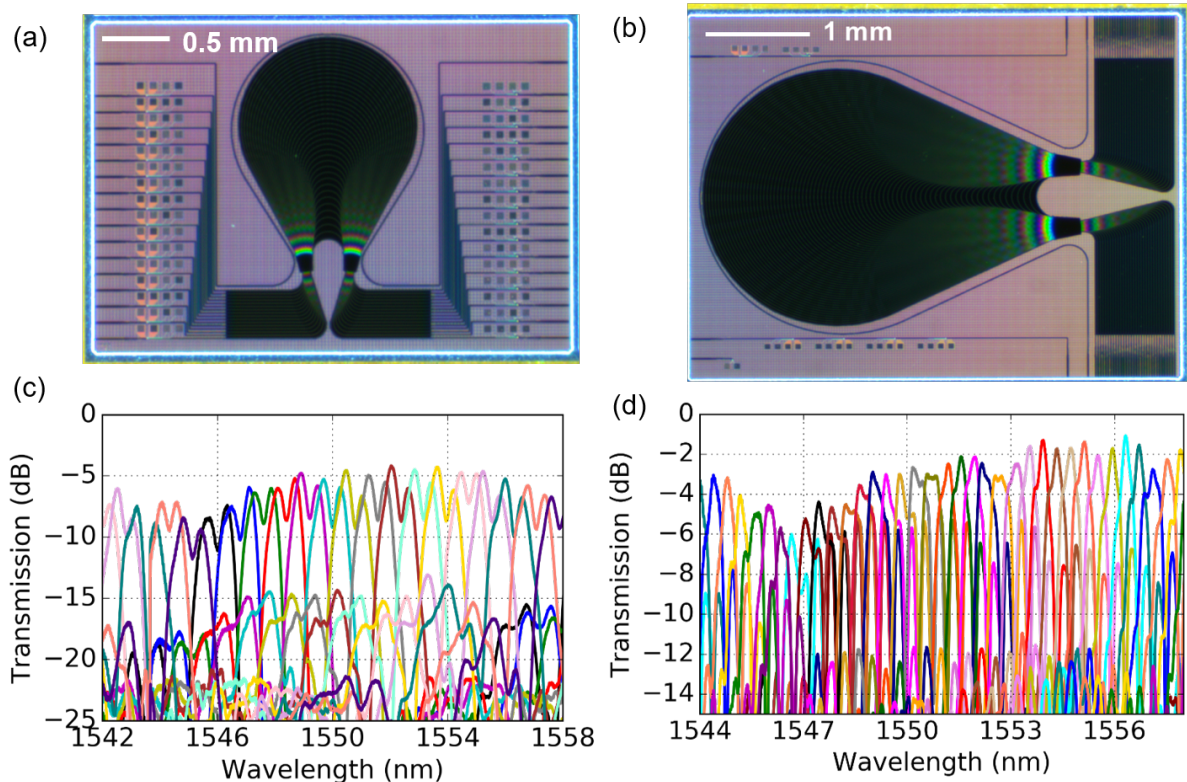 (a)
0.5 mm
(b)
1 mm
(c)
0
−5
−10
−15
−20
−25
Transmission (dB)
1542 1546 1550 1554 1558
Wavelength (nm)
(d)
0
−2
−4
−6
−8
−10
−12
−14
Transmission (dB)
1544 1547 1550 1553 1556
Wavelength (nm)